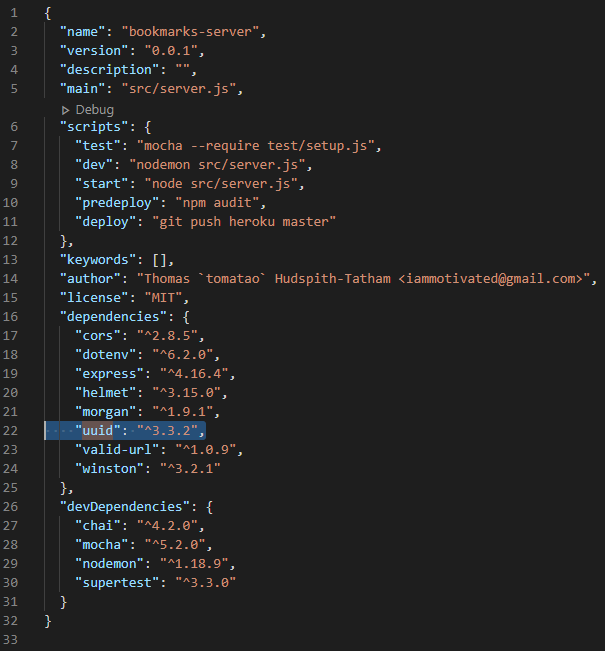 1 {
2 "name": "bookmarks-server",
3 "version": "0.0.1",
4 "description": "",
5 "main": "src/server.js",
Debug
6 "scripts": {
7 "test": "mocha --require test/setup.js",
8 "dev": "nodemon src/server.js",
9 "start": "node src/server.js",
10 "predeploy": "npm audit",
11 "deploy": "git push heroku master"
12 },
13 "keywords": [],
14 "author": "Thomas `tomatao` Hudspith-Tatham <iammotivated@gmail.com>",
15 "license": "MIT",
16 "dependencies": {
17 "cors": "^2.8.5",
18 "dotenv": "^6.2.0",
19 "express": "^4.16.4",
20 "helmet": "^3.15.0",
21 "morgan": "^1.9.1",
22 "uuid": "^3.3.2",
23 "valid-url": "^1.0.9",
24 "winston": "^3.2.1"
25 },
26 "devDependencies": {
27 "chai": "^4.2.0",
28 "mocha": "^5.2.0",
29 "nodemon": "^1.18.9",
30 "supertest": "^3.3.0"
31 }
32 }
33